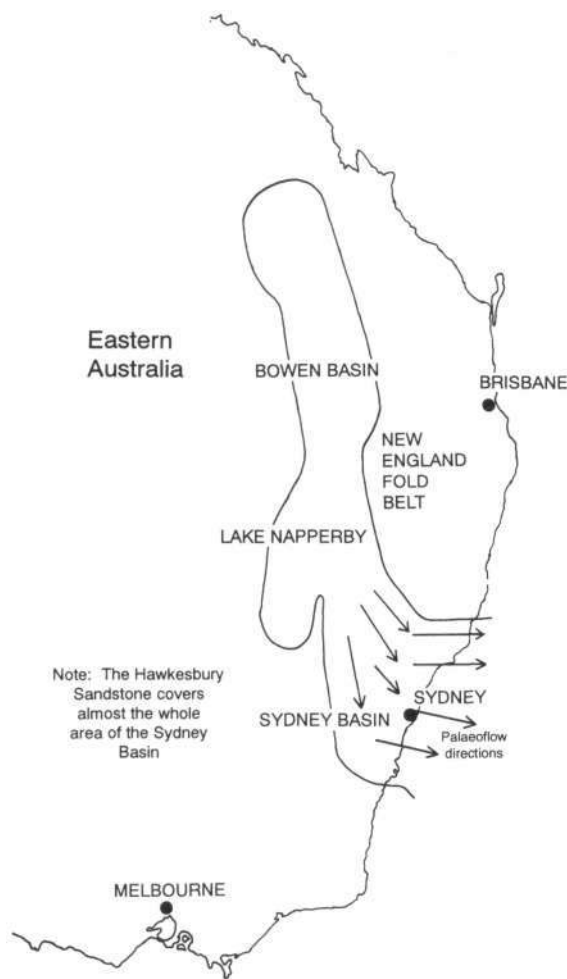 Eastern
Australia
BOWEN BASIN
BRISBANE
NEW
ENGLAND
FOLD
BELT
LAKE NAPPERBY
Note: The Hawkesbury
Sandstone covers
almost the whole
area of the Sydney
Basin
SYDNEY
SYDNEY BASIN
Palaeoflow
directions
MELBOURNE